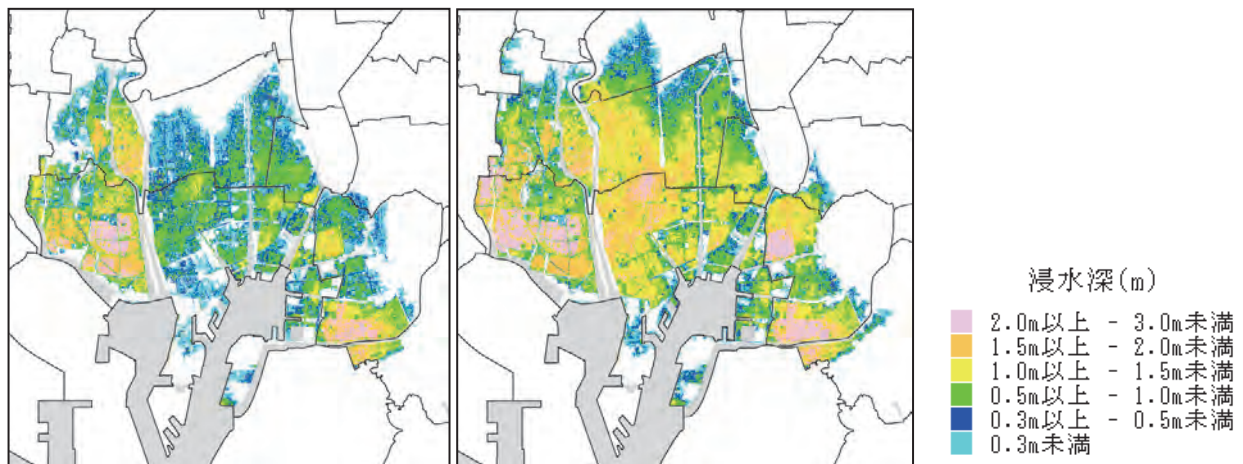 浸水深(m)
2.0m以上 - 3.0m未満
1.5m以上 - 2.0m未満
1.0m以上 - 1.5m未満
0.5m以上 - 1.0m未満
0.3m以上 - 0.5m未満
0.3m未満